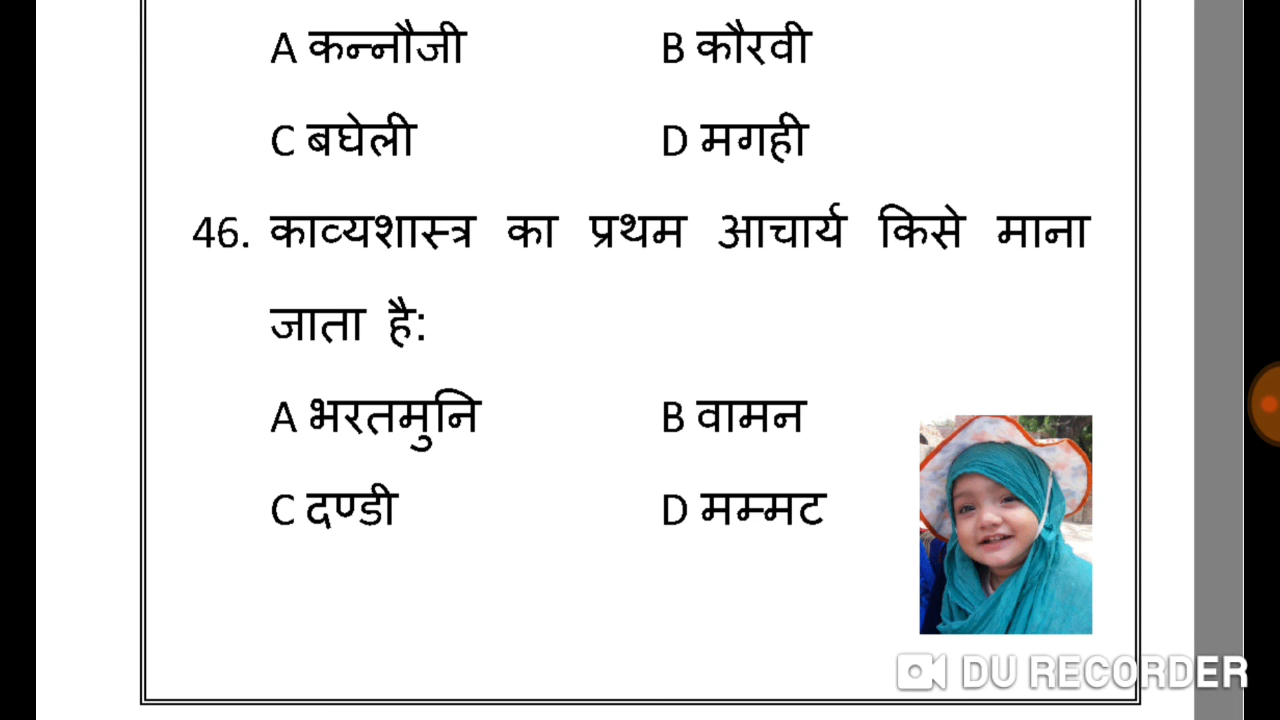 A कन्नौजी B कौरवी
C बघेली D मगही
46. काव्यशास्त्र का प्रथम आचार्य किसे माना
जाता है:
A भरतमुनि B वामन
C दण्डी D मम्मट
DU RECORDER